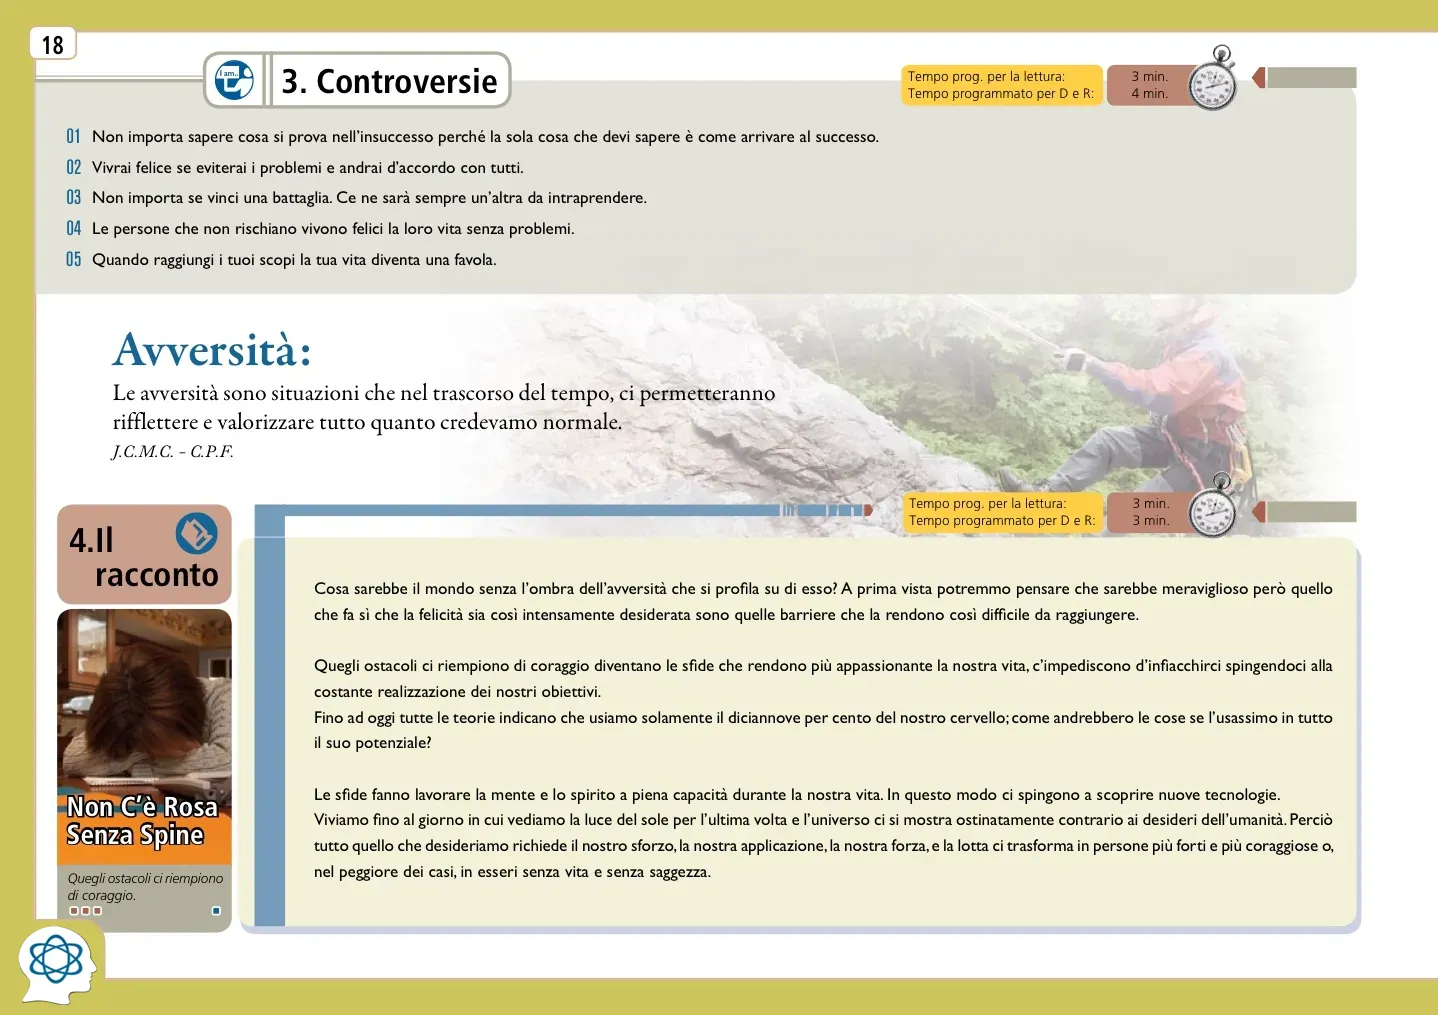 18
I am...
3. Controversie
Tempo prog. per la lettura: 3 min.
Tempo programmato per D e R: 4 min.
01 Non importa sapere cosa si prova nell'insuccesso perché la sola cosa che devi sapere è come arrivare al successo.
02 Vivrai felice se eviterai i problemi e andrai d'accordo con tutti.
03 Non importa se vinci una battaglia. Ce ne sarà sempre un'altra da intraprendere.
04 Le persone che non rischiano vivono felici la loro vita senza problemi.
05 Quando raggiungi i tuoi scopi la tua vita diventa una favola.
Avversità:
Le avversità sono situazioni che nel trascorso del tempo, ci permetteranno
rifflettere e valorizzare tutto quanto credevamo normale.
J.C.M.C. - C.P.F.
Tempo prog. per la lettura: 3 min.
Tempo programmato per D e R: 3 min.
4.Il
racconto
Non C'è Rosa
Senza Spine
Quegli ostacoli ci riempiono
di coraggio.
Cosa sarebbe il mondo senza l'ombra dell'avversità che si profila su di esso? A prima vista potremmo pensare che sarebbe meraviglioso però quello
che fa sì che la felicità sia così intensamente desiderata sono quelle barriere che la rendono così difficile da raggiungere.
Quegli ostacoli ci riempiono di coraggio diventano le sfide che rendono più appassionante la nostra vita, c'impediscono d'infiacchirci spingendoci alla
costante realizzazione dei nostri obiettivi.
Fino ad oggi tutte le teorie indicano che usiamo solamente il diciannove per cento del nostro cervello; come andrebbero le cose se l'usassimo in tutto
il suo potenziale?
Le sfide fanno lavorare la mente e lo spirito a piena capacità durante la nostra vita. In questo modo ci spingono a scoprire nuove tecnologie.
Viviamo fino al giorno in cui vediamo la luce del sole per l'ultima volta e l'universo ci si mostra ostinatamente contrario ai desideri dell'umanità. Perciò
tutto quello che desideriamo richiede il nostro sforzo, la nostra applicazione, la nostra forza, e la lotta ci trasforma in persone più forti e più coraggiose o,
nel peggiore dei casi, in esseri senza vita e senza saggezza.